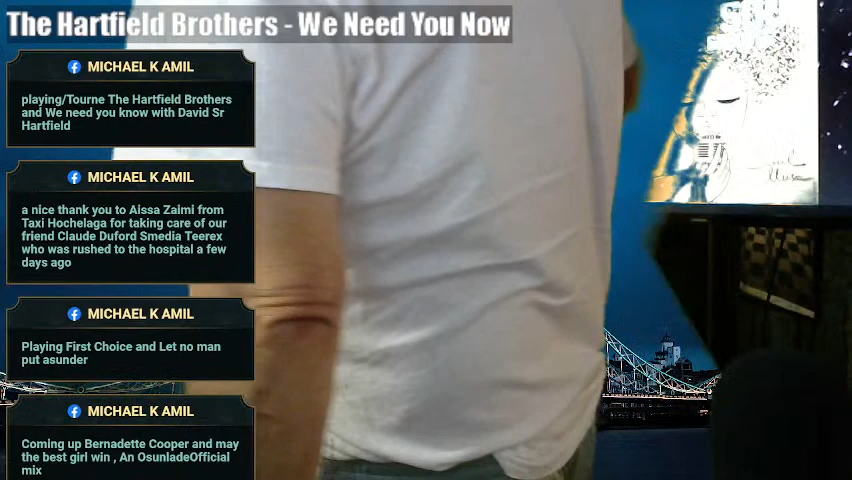 The Hartfield Brothers - We Need You Now
MICHAEL K AMIL
playing/Tourne The Hartfield Brothers
and We need you know with David Sr
Hartfield
MICHAEL K AMIL
a nice thank you to Aissa Zaimi from
Taxi Hochelaga for taking care of our
friend Claude Duford Smedia Teerex
who was rushed to the hospital a few
days ago
MICHAEL K AMIL
Playing First Choice and Let no man
put asunder
MICHAEL K AMIL
Coming up Bernadette Cooper and may
the best girl win , An OsunladeOfficial
mix